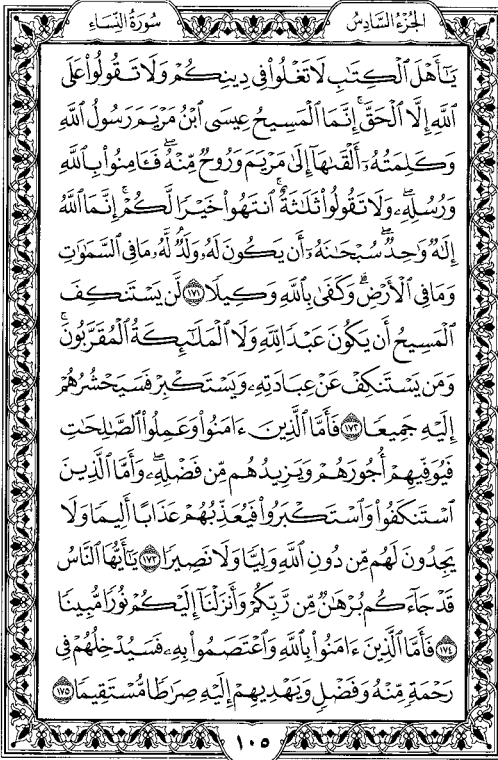 الجزء السادس
سورة النساء
يَٰٓأَهْلَ ٱلْكِتَٰبِ لَا تَغْلُوا۟ فِى دِينِكُمْ وَلَا تَقُولُوا۟ عَلَى
ٱللَّهِ إِلَّا ٱلْحَقَّ ۚ إِنَّمَا ٱلْمَسِيحُ عِيسَى ٱبْنُ مَرْيَمَ رَسُولُ ٱللَّهِ
وَكَلِمَتُهُۥٓ أَلْقَىٰهَآ إِلَىٰ مَرْيَمَ وَرُوحٌ مِّنْهُ ۖ فَـَٔامِنُوا۟ بِٱللَّهِ
وَرُسُلِهِۦ ۖ وَلَا تَقُولُوا۟ ثَلَٰثَةٌ ۚ ٱنتَهُوا۟ خَيْرًا لَّكُمْ ۚ إِنَّمَا ٱللَّهُ
إِلَٰهٌ وَٰحِدٌ ۖ سُبْحَٰنَهُۥٓ أَن يَكُونَ لَهُۥ وَلَدٌ ۘ لَّهُۥ مَا فِى ٱلسَّمَٰوَٰتِ
وَمَا فِى ٱلْأَرْضِ ۗ وَكَفَىٰ بِٱللَّهِ وَكِيلًا ١٧١ لَّن يَسْتَنكِفَ
ٱلْمَسِيحُ أَن يَكُونَ عَبْدًا لِّلَّهِ وَلَا ٱلْمَلَٰٓئِكَةُ ٱلْمُقَرَّبُونَ ۚ
وَمَن يَسْتَنكِفْ عَنْ عِبَادَتِهِۦ وَيَسْتَكْبِرْ فَسَيَحْشُرُهُمْ
إِلَيْهِ جَمِيعًا ١٧٢ فَأَمَّا ٱلَّذِينَ ءَامَنُوا۟ وَعَمِلُوا۟ ٱلصَّٰلِحَٰتِ
فَيُوَفِّيهِمْ أُجُورَهُمْ وَيَزِيدُهُم مِّن فَضْلِهِۦ ۖ وَأَمَّا ٱلَّذِينَ
ٱسْتَنكَفُوا۟ وَٱسْتَكْبَرُوا۟ فَيُعَذِّبُهُمْ عَذَابًا أَلِيمًا وَلَا
يَجِدُونَ لَهُم مِّن دُونِ ٱللَّهِ وَلِيًّا وَلَا نَصِيرًا ١٧٣ يَٰٓأَيُّهَا ٱلنَّاسُ
قَدْ جَآءَكُم بُرْهَٰنٌ مِّن رَّبِّكُمْ وَأَنزَلْنَآ إِلَيْكُمْ نُورًا مُّبِينًا
١٧٤ فَأَمَّا ٱلَّذِينَ ءَامَنُوا۟ بِٱللَّهِ وَٱعْتَصَمُوا۟ بِهِۦ فَسَيُدْخِلُهُمْ فِى
رَحْمَةٍ مِّنْهُ وَفَضْلٍ وَيَهْدِيهِمْ إِلَيْهِ صِرَٰطًا مُّسْتَقِيمًا ١٧٥
١٠٥